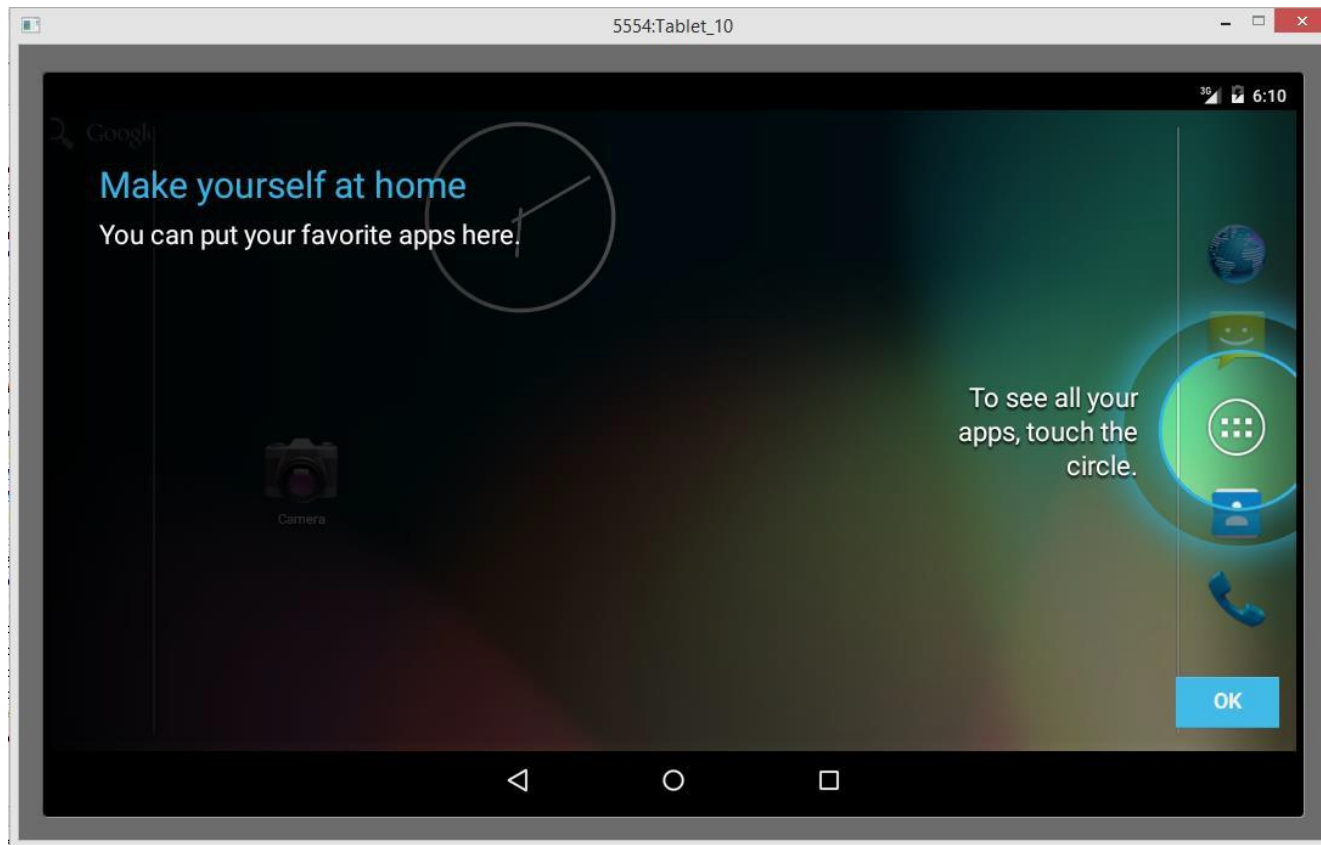 5554:Tablet_10
3G 6:10
Google
Make yourself at home
You can put your favorite apps here.
To see all your
apps, touch the
circle.
Camera
OK